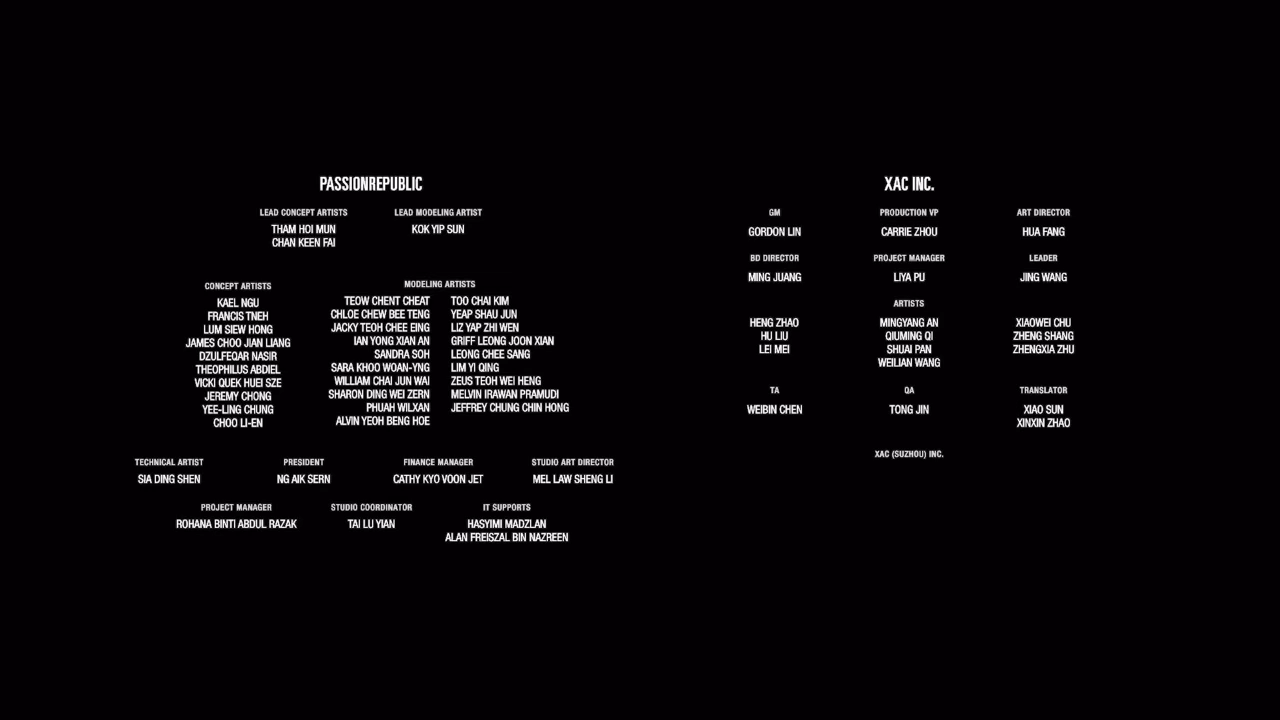 PASSIONREPUBLIC
LEAD CONCEPT ARTISTS
THAM HOI MUN
CHAN KEEN FAI
LEAD MODELING ARTIST
KOK YIP SUN
CONCEPT ARTISTS
KAEL NGU
FRANCIS TNEH
LUM SIEW HONG
JAMES CHOO JIAN LIANG
DZULFEQAR NASIR
THEOPHILUS ABDIEL
VICKI QUEK HUEI SZE
JEREMY CHONG
YEE-LING CHUNG
CHOO LI-EN
MODELING ARTISTS
TEOW CHENT CHEAT
CHLOE CHEW BEE TENG
JACKY TEOH CHEE EING
IAN YONG XIAN AN
SANDRA SOH
SARA KHOO WOAN-YNG
WILLIAM CHAI JUN WAI
SHARON DING WEI ZERN
PHUAH WILXAN
ALVIN YEOH BENG HOE
TOO CHAI KIM
YEAP SHAU JUN
LIZ YAP ZHI WEN
GRIFF LEONG JOON XIAN
LEONG CHEE SANG
LIM YI QING
ZEUS TEOH WEI HENG
MELVIN IRAWAN PRAMUDI
JEFFREY CHUNG CHIN HONG
TECHNICAL ARTIST
SIA DING SHEN
PRESIDENT
NG AIK SERN
FINANCE MANAGER
CATHY KYO VOON JET
STUDIO ART DIRECTOR
MEL LAW SHENG LI
PROJECT MANAGER
ROHANA BINTI ABDUL RAZAK
STUDIO COORDINATOR
TAI LU YIAN
IT SUPPORTS
HASYIMI MADZLAN
ALAN FREISZAL BIN NAZREEN
XAC INC.
GM
GORDON LIN
PRODUCTION VP
CARRIE ZHOU
ART DIRECTOR
HUA FANG
BD DIRECTOR
MING JUANG
PROJECT MANAGER
LIYA PU
LEADER
JING WANG
ARTISTS
HENG ZHAO
HU LIU
LEI MEI
MINGYANG AN
QIUMING QI
SHUAI PAN
WEILIAN WANG
XIAOWEI CHU
ZHENG SHANG
ZHENGXIA ZHU
TA
WEIBIN CHEN
QA
TONG JIN
TRANSLATOR
XIAO SUN
XINXIN ZHAO
XAC (SUZHOU) INC.